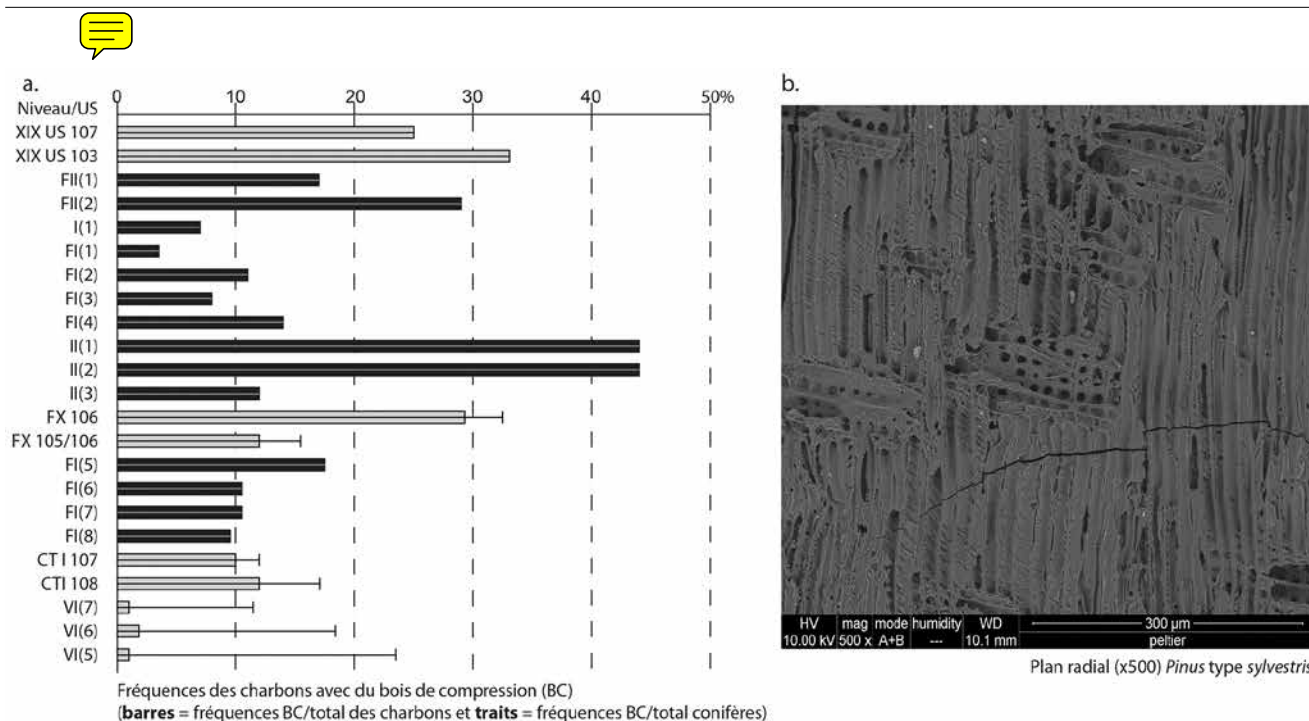 a.
Niveau/US
0 10 20 30 40 50%
XIX US 107
XIX US 103
FII(1)
FII(2)
I(1)
FI(1)
FI(2)
FI(3)
FI(4)
II(1)
II(2)
II(3)
FX 106
FX 105/106
FI(5)
FI(6)
FI(7)
FI(8)
CT I 107
CTI 108
VI(7)
VI(6)
VI(5)
Fréquences des charbons avec du bois de compression (BC)
(barres = fréquences BC/total des charbons et traits = fréquences BC/total conifères)
b.
HV mag mode humidity WD 300 µm
10.00 kV 500 x A+B --- 10.1 mm peltier
Plan radial (x500) Pinus type sylvestris